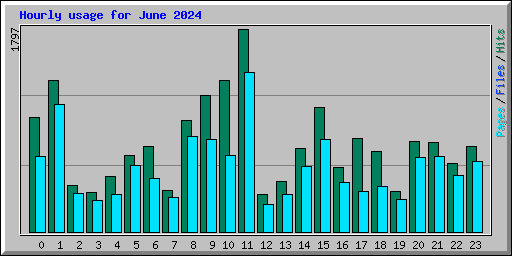 Hourly usage for June 2024
1797
Pages/Files/Hits
0 1 2 3 4 5 6 7 8 9 10 11 12 13 14 15 16 17 18 19 20 21 22 23